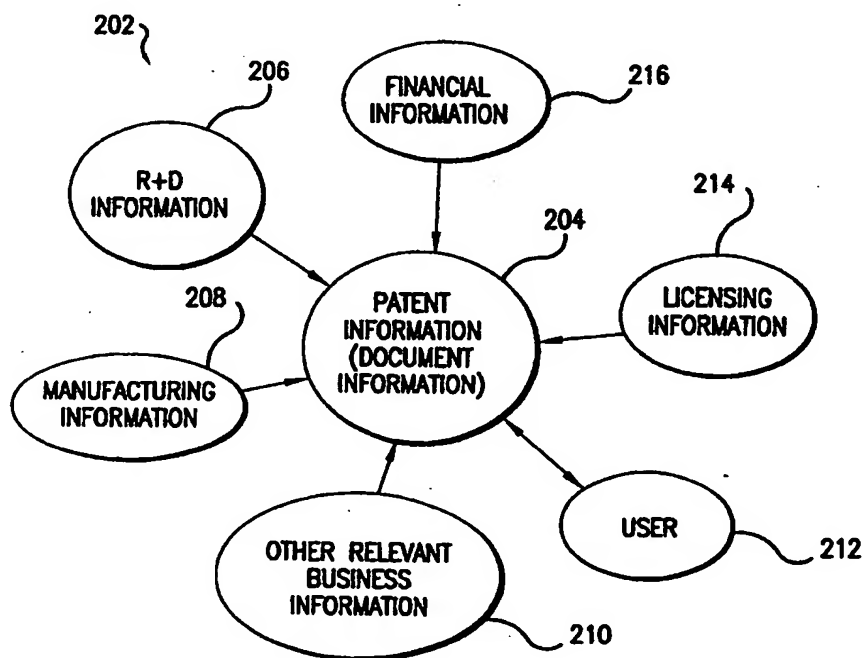 202
206
FINANCIAL
INFORMATION
216
R+D
INFORMATION
214
204
LICENSING
INFORMATION
PATENT
INFORMATION
(DOCUMENT
INFORMATION)
208
MANUFACTURING
INFORMATION
USER
212
OTHER RELEVANT
BUSINESS
INFORMATION
210